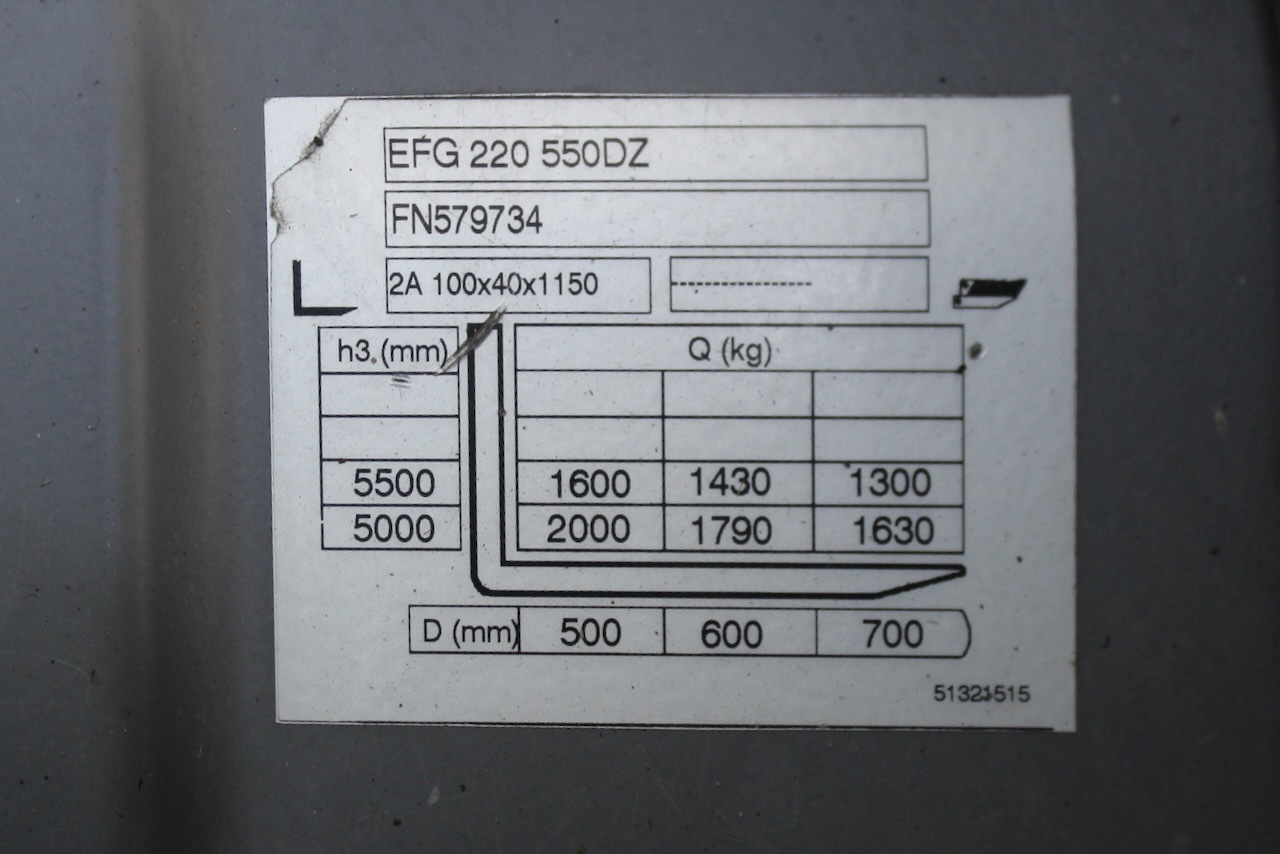 EFG 220 550DZ
FN579734
2A 100x40x1150
h3 (mm) Q (kg)
5500 1600 1430 1300
5000 2000 1790 1630
D (mm) 500 600 700
51321515